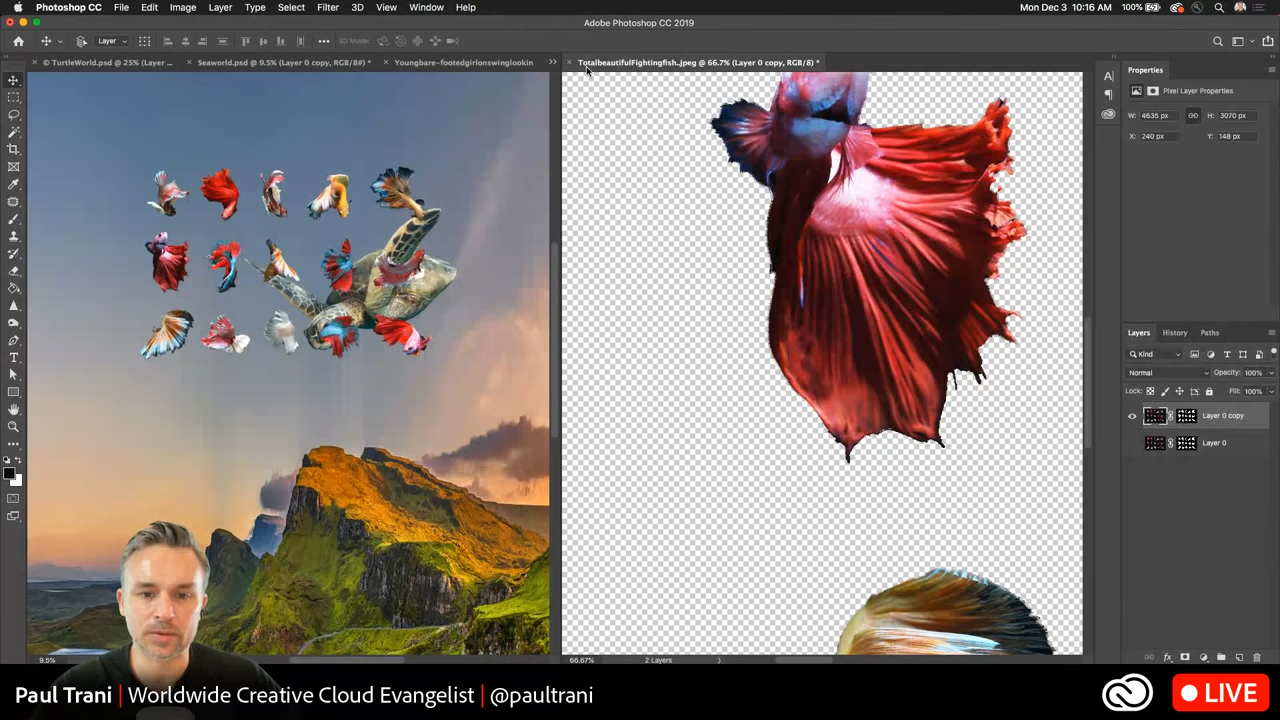 Photoshop CC File Edit Image Layer Type Select Filter 3D View Window Help 100% Mon Dec 3 10:16 AM
Adobe Photoshop CC 2019
Layer 3D Mode:
© TurtleWorld.psd @ 25% (Layer ... Seaworld.jpeg @ 9.5% (Layer 0 copy, RGB/8#) * Youngbare-footedgirlonswinglookin TotalbeautifulFightingfish.jpeg @ 66.7% (Layer 0 copy, RGB/8) *
Properties
Pixel Layer Properties
W: 4635 px H: 3070 px
X: 240 px Y: 148 px
Layers History Paths
Kind
Normal Opacity: 100%
Lock: Fill: 100%
Layer 0 copy
Layer 0
9.5% 66.67% 2 Layers
Paul Trani | Worldwide Creative Cloud Evangelist | @paultrani LIVE